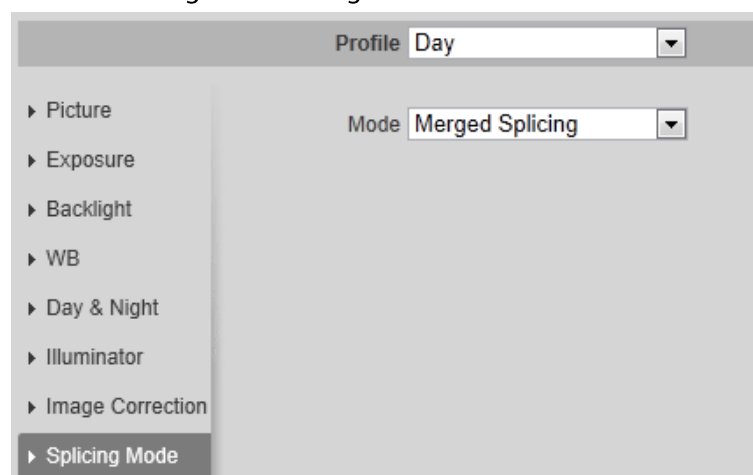 Profile Day
Picture
Mode Merged Splicing
Exposure
Backlight
WB
Day & Night
Illuminator
Image Correction
Splicing Mode